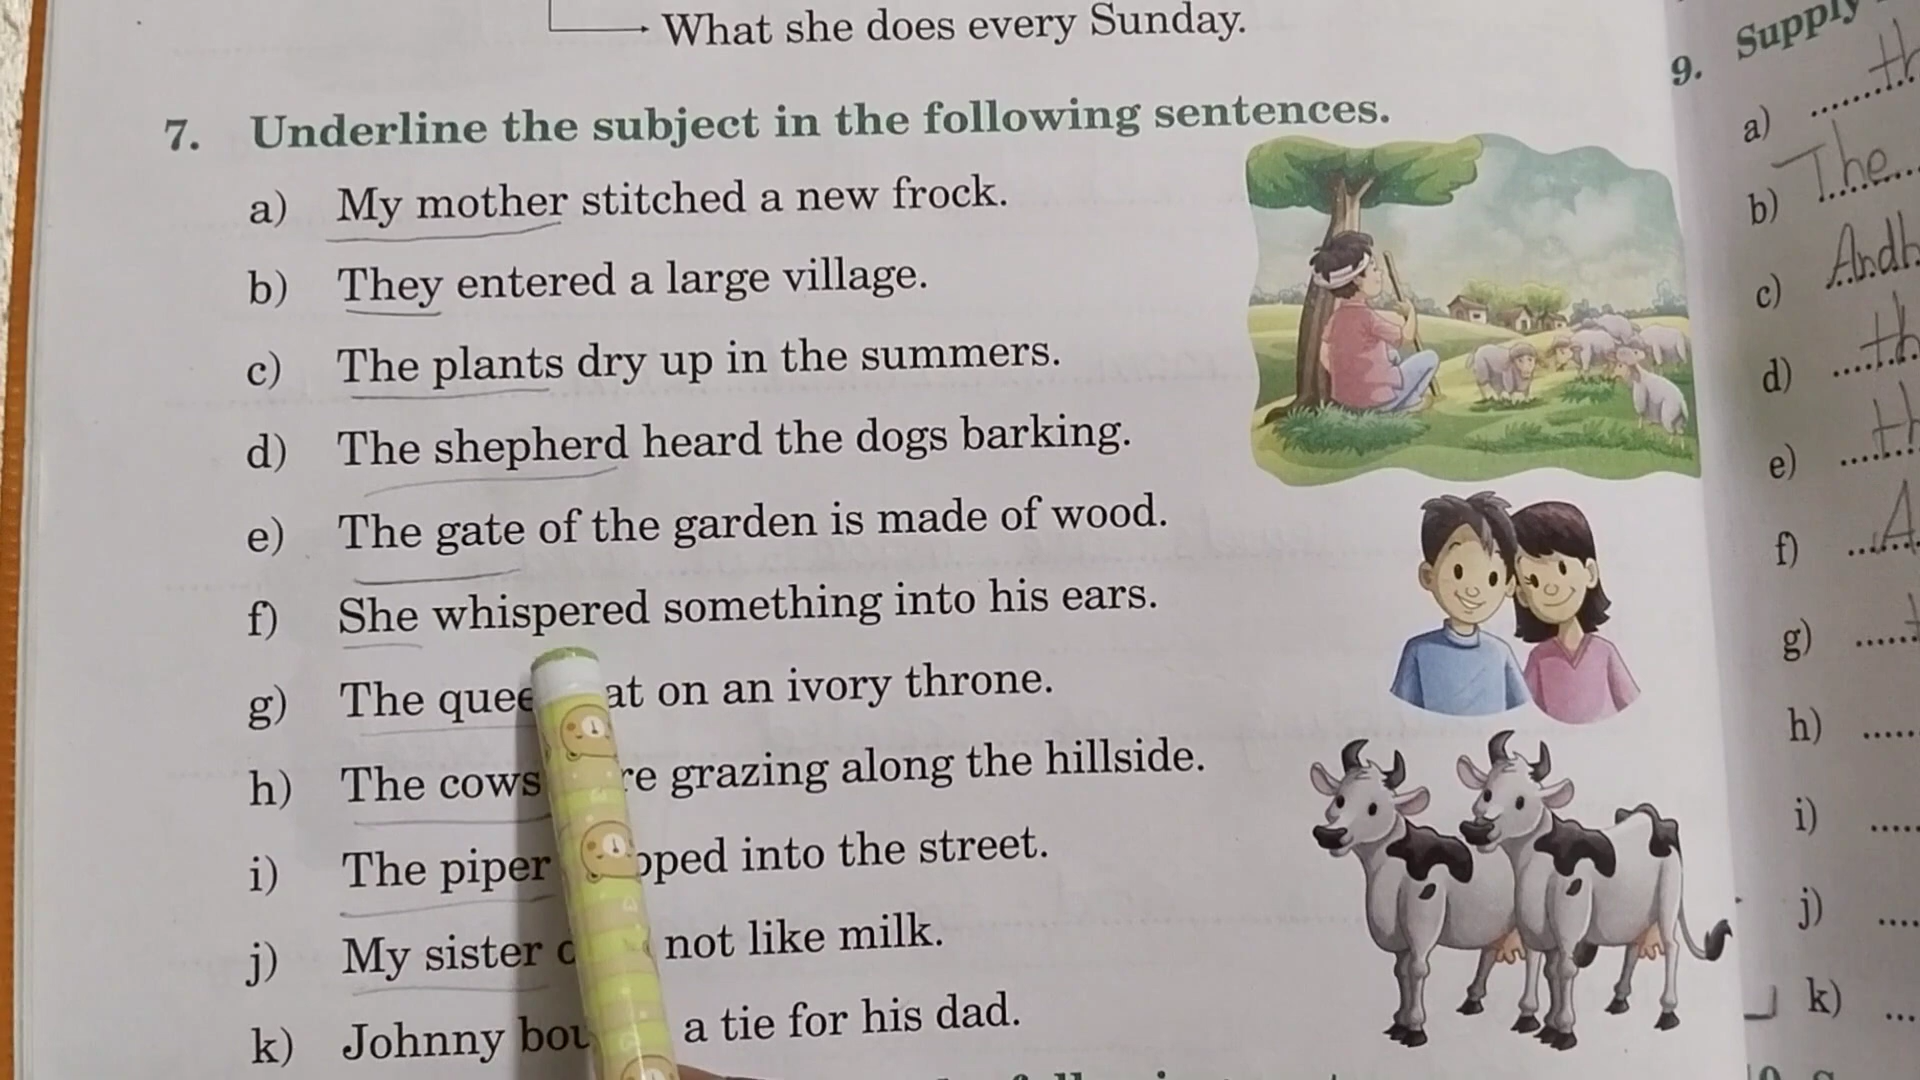 What she does every Sunday.
7. Underline the subject in the following sentences.
a) My mother stitched a new frock.
b) They entered a large village.
c) The plants dry up in the summers.
d) The shepherd heard the dogs barking.
e) The gate of the garden is made of wood.
f) She whispered something into his ears.
g) The on an ivory throne.
h) The cows grazing along the hillside.
i) The piper into the street.
j) My sister not like milk.
k) Johnny a tie for his dad.
9. Supply
a)
b) The
c)
d)
e)
f)
g)
h)
i)
j)
k)